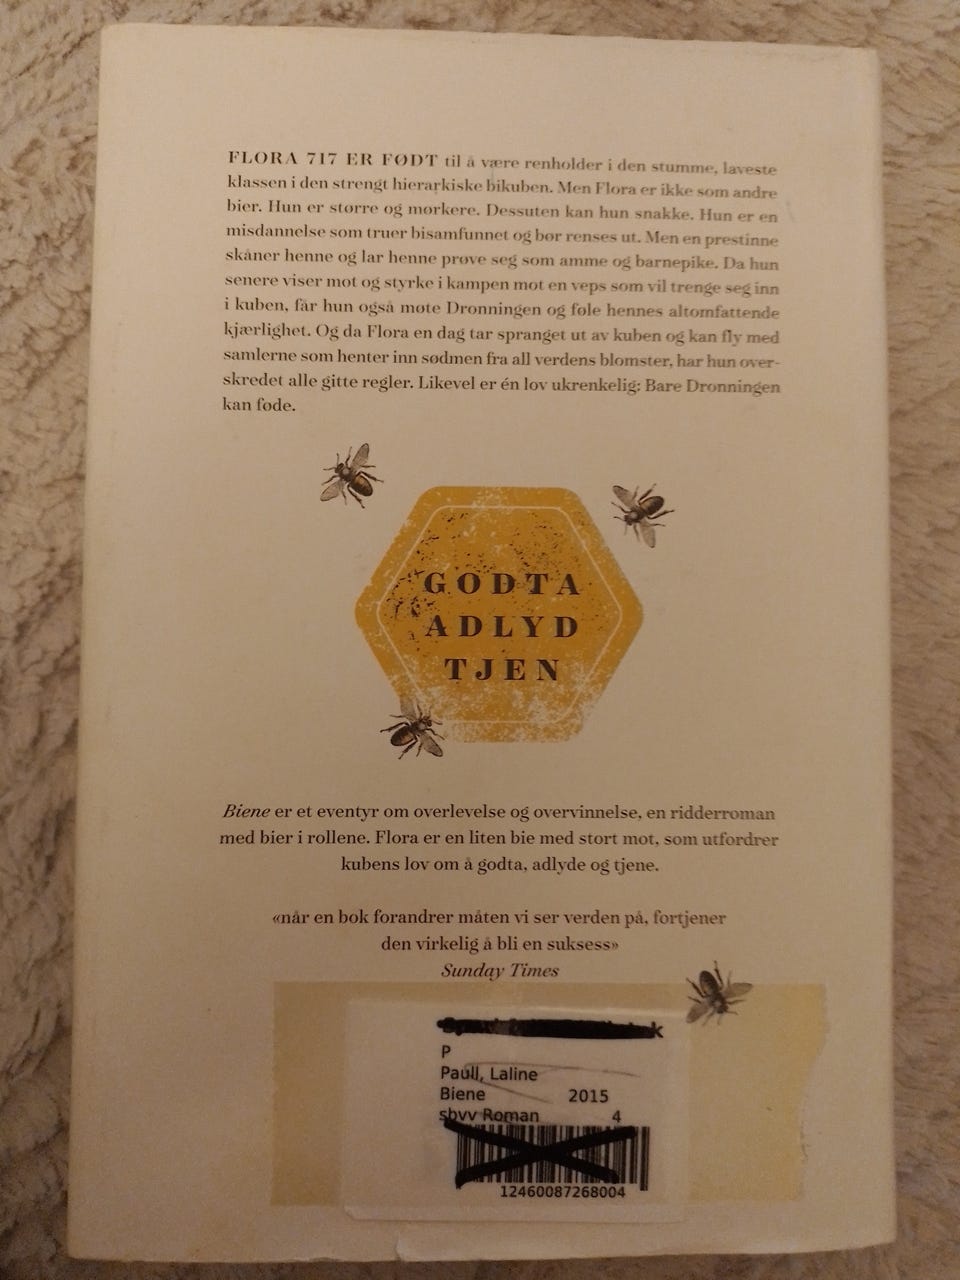 FLORA 717 ER FØDT til å være renholder i den stumme, laveste
klassen i den strengt hierarkiske bikuben. Men Flora er ikke som andre
bier. Hun er større og mørkere. Dessuten kan hun snakke. Hun er en
misdannelse som truer bisamfunnet og bør renses ut. Men en prestinne
skåner henne og lar henne prøve seg som amme og barnepike. Da hun
senere viser mot og styrke i kampen mot en veps som vil trenge seg inn
i kuben, får hun også møte Dronningen og føle hennes altomfattende
kjærlighet. Og da Flora en dag tar spranget ut av kuben og kan fly med
samlerne som henter inn sødmen fra all verdens blomster, har hun over-
skredet alle gitte regler. Likevel er én lov ukrenkelig: Bare Dronningen
kan føde.
GODTA
ADLYD
TJEN
Biene er et eventyr om overlevelse og overvinnelse, en ridderroman
med bier i rollene. Flora er en liten bie med stort mot, som utfordrer
kubens lov om å godta, adlyde og tjene.
«når en bok forandrer måten vi ser verden på, fortjener
den virkelig å bli en suksess»
Sunday Times
P
Paull, Laline
Biene 2015
sbvv Roman 4
12460087268004